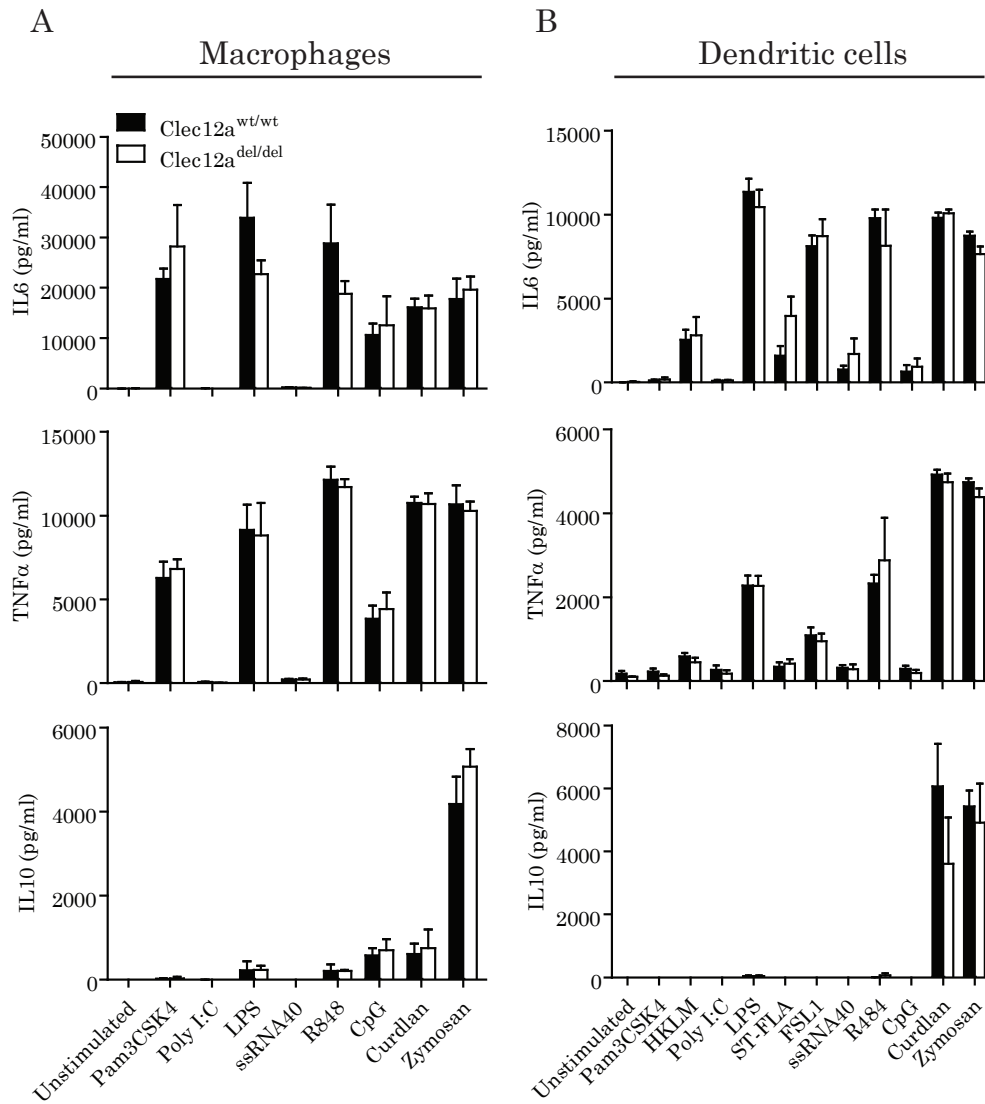 A
Macrophages
Clec12a^wt/wt
Clec12a^del/del
IL6 (pg/ml)
50000
40000
30000
20000
10000
0
TNFα (pg/ml)
15000
10000
5000
0
IL10 (pg/ml)
6000
4000
2000
0
Unstimulated
Pam3CSK4
Poly I:C
LPS
ssRNA40
R848
CpG
Curdlan
Zymosan
B
Dendritic cells
IL6 (pg/ml)
15000
10000
5000
0
TNFα (pg/ml)
6000
4000
2000
0
IL10 (pg/ml)
8000
6000
4000
2000
0
Unstimulated
Pam3CSK4
HKLM
Poly I:C
LPS
ST-FLA
FSL1
ssRNA40
R484
CpG
Curdlan
Zymosan